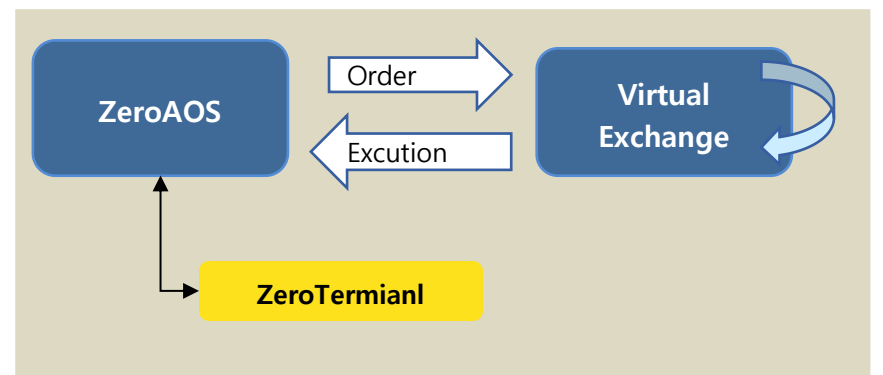 ZeroAOS
Order
Excution
Virtual
Exchange
ZeroTermianl